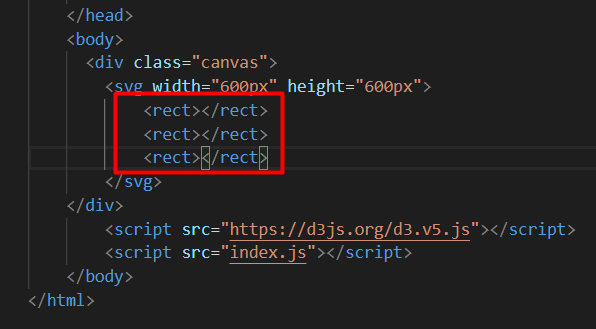 </head>
<body>
<div class="canvas">
<svg width="600px" height="600px">
<rect></rect>
<rect></rect>
<rect></rect>
</svg>
</div>
<script src="https://d3js.org/d3.v5.js"></script>
<script src="index.js"></script>
</body>
</html>